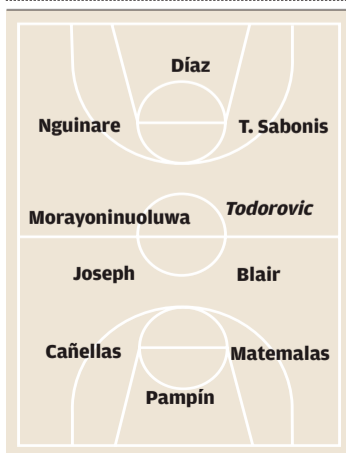 Díaz
Nguinare T. Sabonis
Todorovic
Morayoninuoluwa
Joseph Blair
Cañellas Matemalas
Pampín